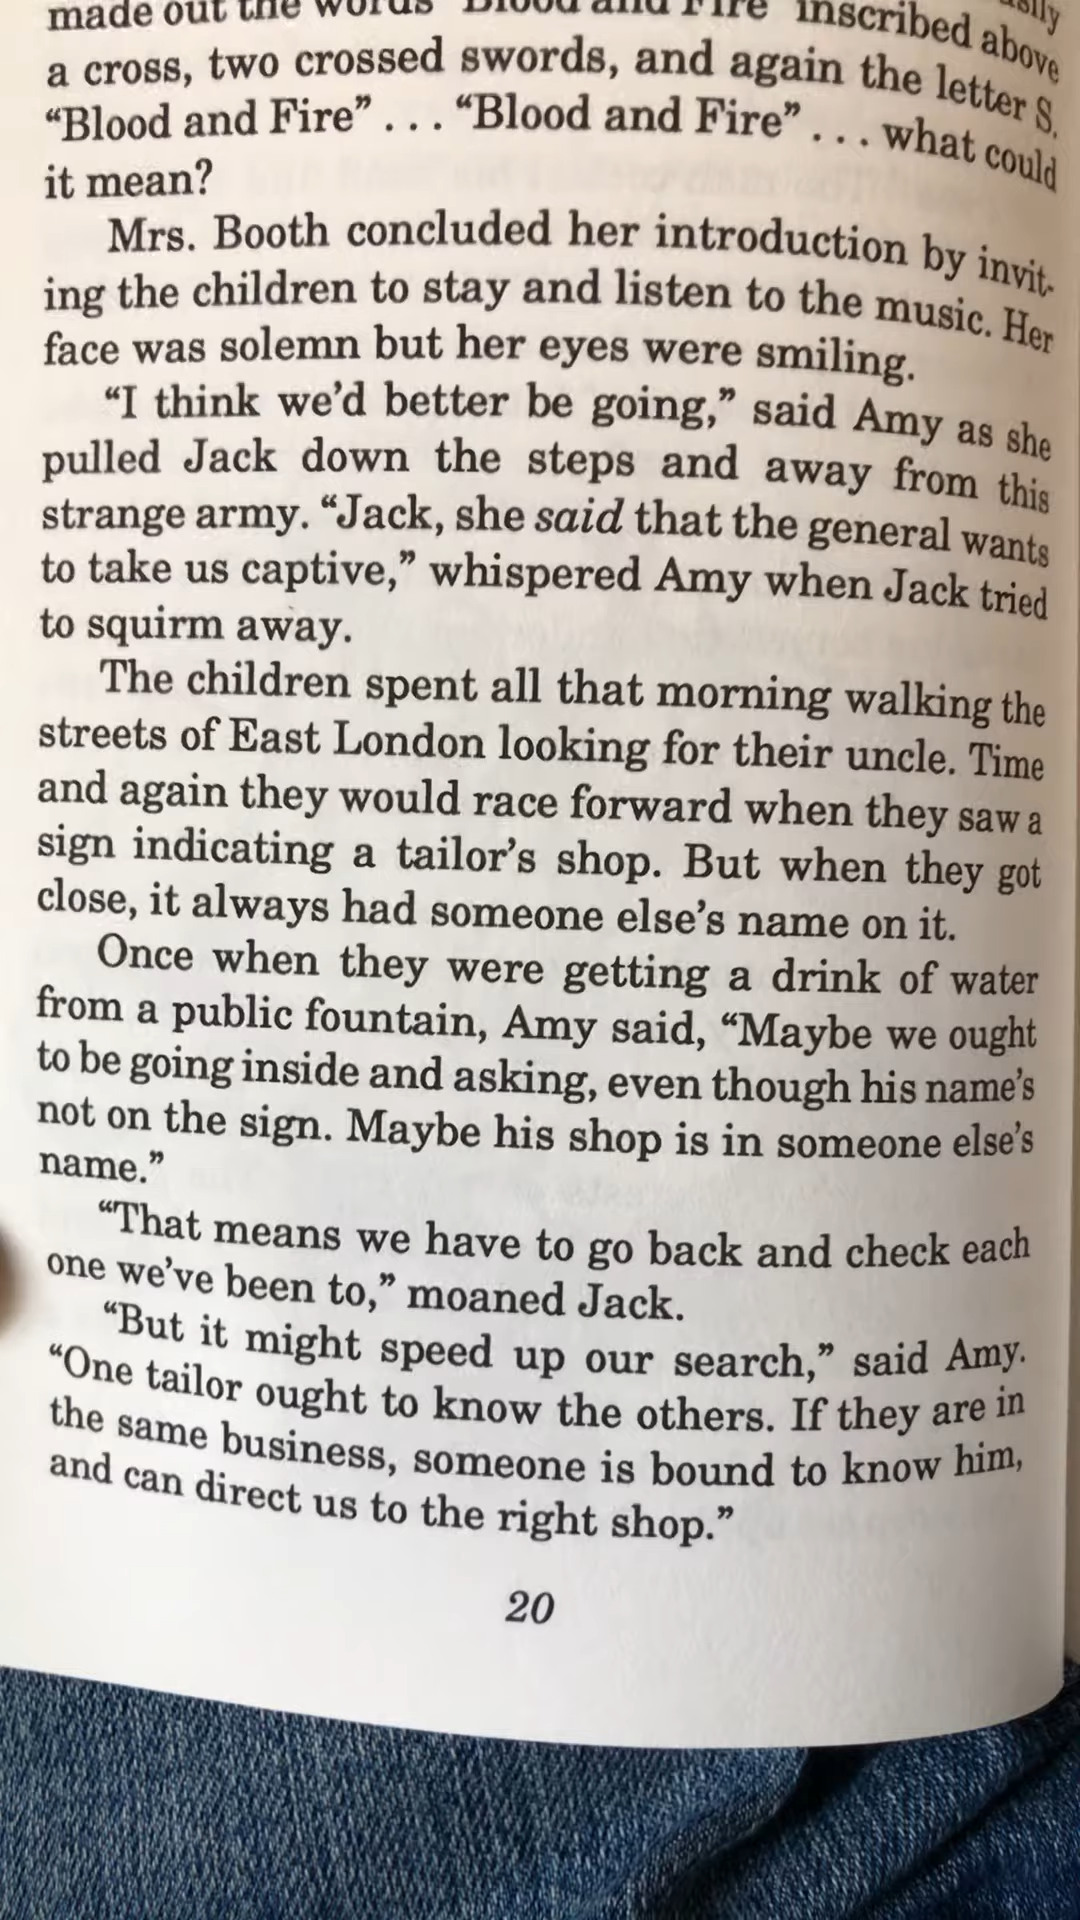 made out the words "Blood and Fire" inscribed above
a cross, two crossed swords, and again the letter S.
“Blood and Fire” . . . “Blood and Fire” . . . what could
it mean?
Mrs. Booth concluded her introduction by invit-
ing the children to stay and listen to the music. Her
face was solemn but her eyes were smiling.
“I think we’d better be going,” said Amy as she
pulled Jack down the steps and away from this
strange army. “Jack, she said that the general wants
to take us captive,” whispered Amy when Jack tried
to squirm away.
The children spent all that morning walking the
streets of East London looking for their uncle. Time
and again they would race forward when they saw a
sign indicating a tailor’s shop. But when they got
close, it always had someone else’s name on it.
Once when they were getting a drink of water
from a public fountain, Amy said, “Maybe we ought
to be going inside and asking, even though his name’s
not on the sign. Maybe his shop is in someone else’s
name.”
“That means we have to go back and check each
one we’ve been to,” moaned Jack.
“But it might speed up our search,” said Amy.
“One tailor ought to know the others. If they are in
the same business, someone is bound to know him,
and can direct us to the right shop.”
20